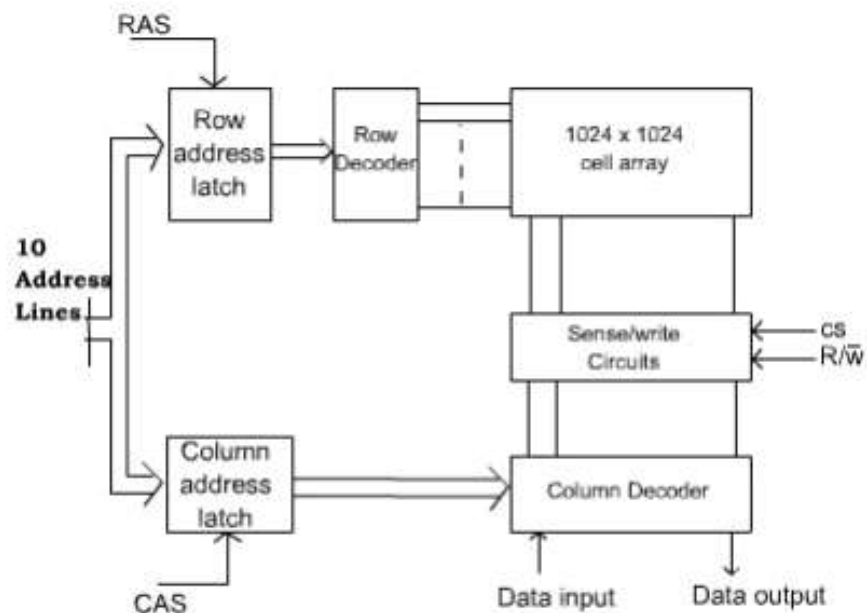 RAS
Row
address
latch
Row
Decoder
1024 x 1024
cell array
10
Address
Lines
Sense/write
Circuits
cs
R/w̅
Column
address
latch
Column Decoder
CAS
Data input
Data output